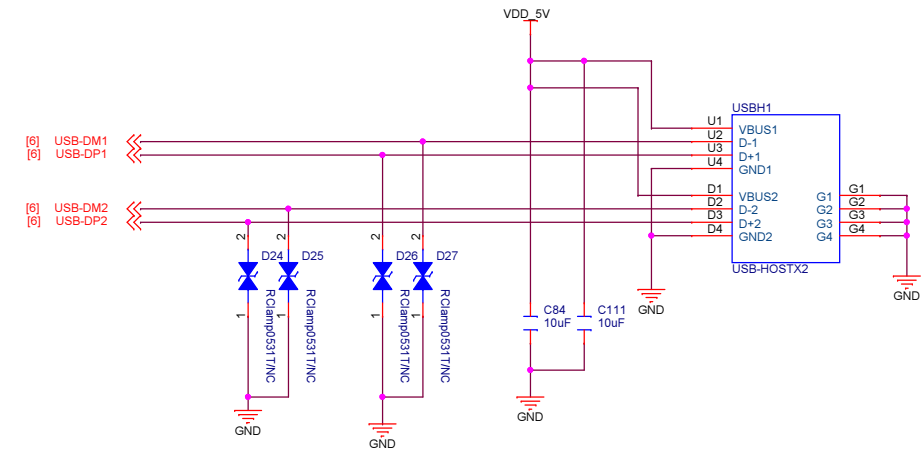 VDD_5V
USBH1
[6] USB-DM1
[6] USB-DP1
U1 VBUS1
U2 D-1
U3 D+1
U4 GND1
[6] USB-DM2
[6] USB-DP2
D1 VBUS2
D2 D-2
D3 D+2
D4 GND2
G1 G1
G2 G2
G3 G3
G4 G4
USB-HOSTX2
2 D24 1 RClamp0531T/NC
2 D25 1 RClamp0531T/NC
2 D26 1 RClamp0531T/NC
2 D27 1 RClamp0531T/NC
C84
10uF
C111
10uF
GND
GND
GND
GND
GND